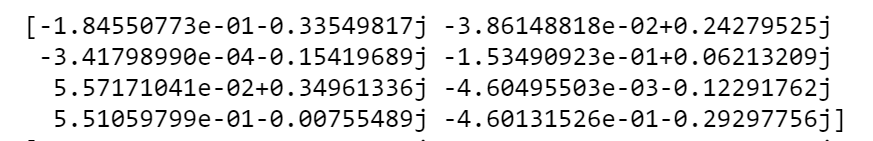 [-1.84550773e-01-0.33549817j -3.86148818e-02+0.24279525j
-3.41798990e-04-0.15419689j -1.53490923e-01+0.06213209j
5.57171041e-02+0.34961336j -4.60495503e-03-0.12291762j
5.51059799e-01-0.00755489j -4.60131526e-01-0.29297756j]